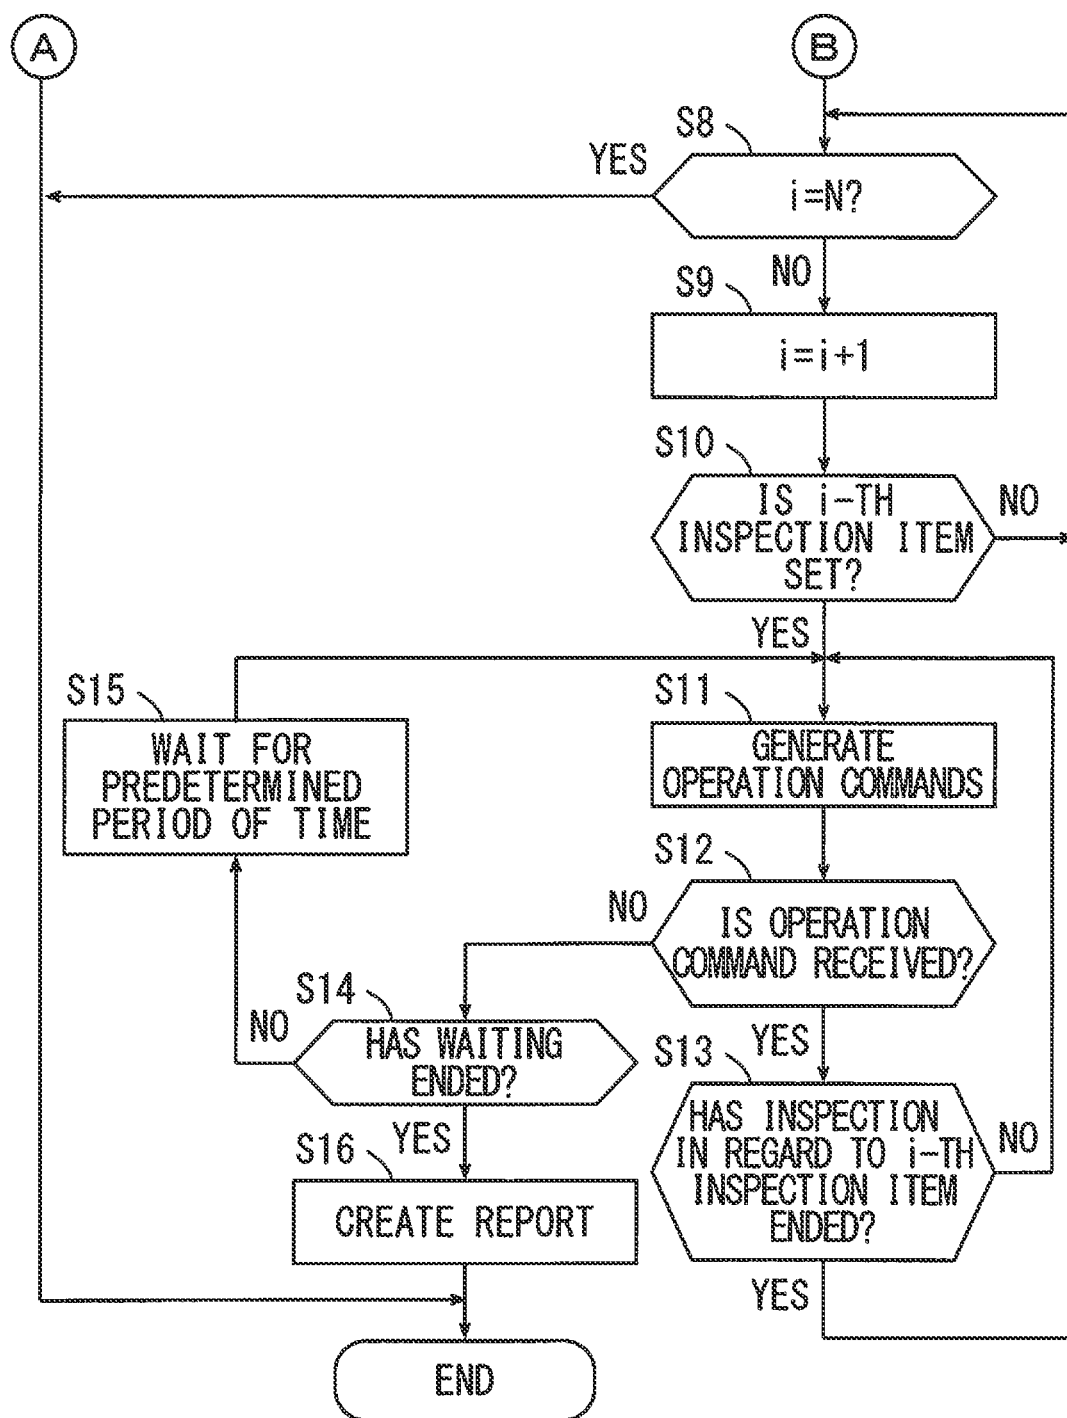 A
B
S8
YES
i=N?
NO
S9
i=i+1
S10
IS i-TH
INSPECTION ITEM
SET?
NO
YES
S15
WAIT FOR
PREDETERMINED
PERIOD OF TIME
S11
GENERATE
OPERATION COMMANDS
S12
NO
IS OPERATION
COMMAND RECEIVED?
S14
NO
HAS WAITING
ENDED?
YES
S13
HAS INSPECTION
IN REGARD TO i-TH
INSPECTION ITEM
ENDED?
NO
YES
S16
CREATE REPORT
YES
END